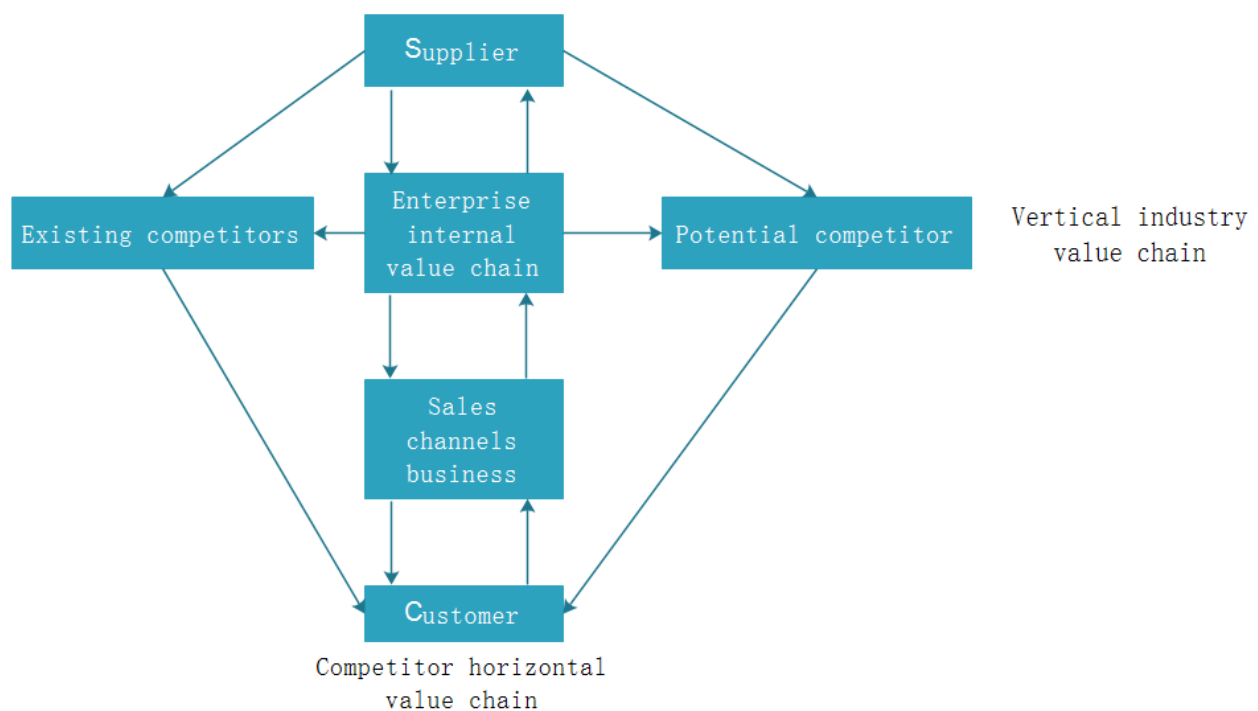 Supplier
Enterprise
internal
value chain
Existing competitors
Potential competitor
Vertical industry
value chain
Sales
channels
business
Customer
Competitor horizontal
value chain